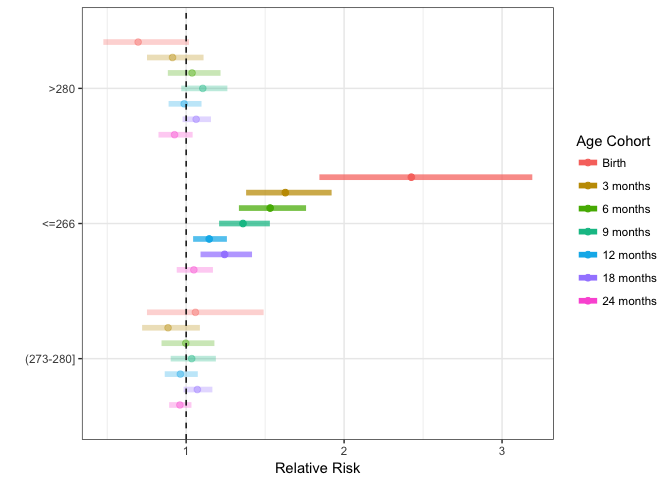 >280
<=266
(273-280]
1
2
3
Relative Risk
Age Cohort
Birth
3 months
6 months
9 months
12 months
18 months
24 months